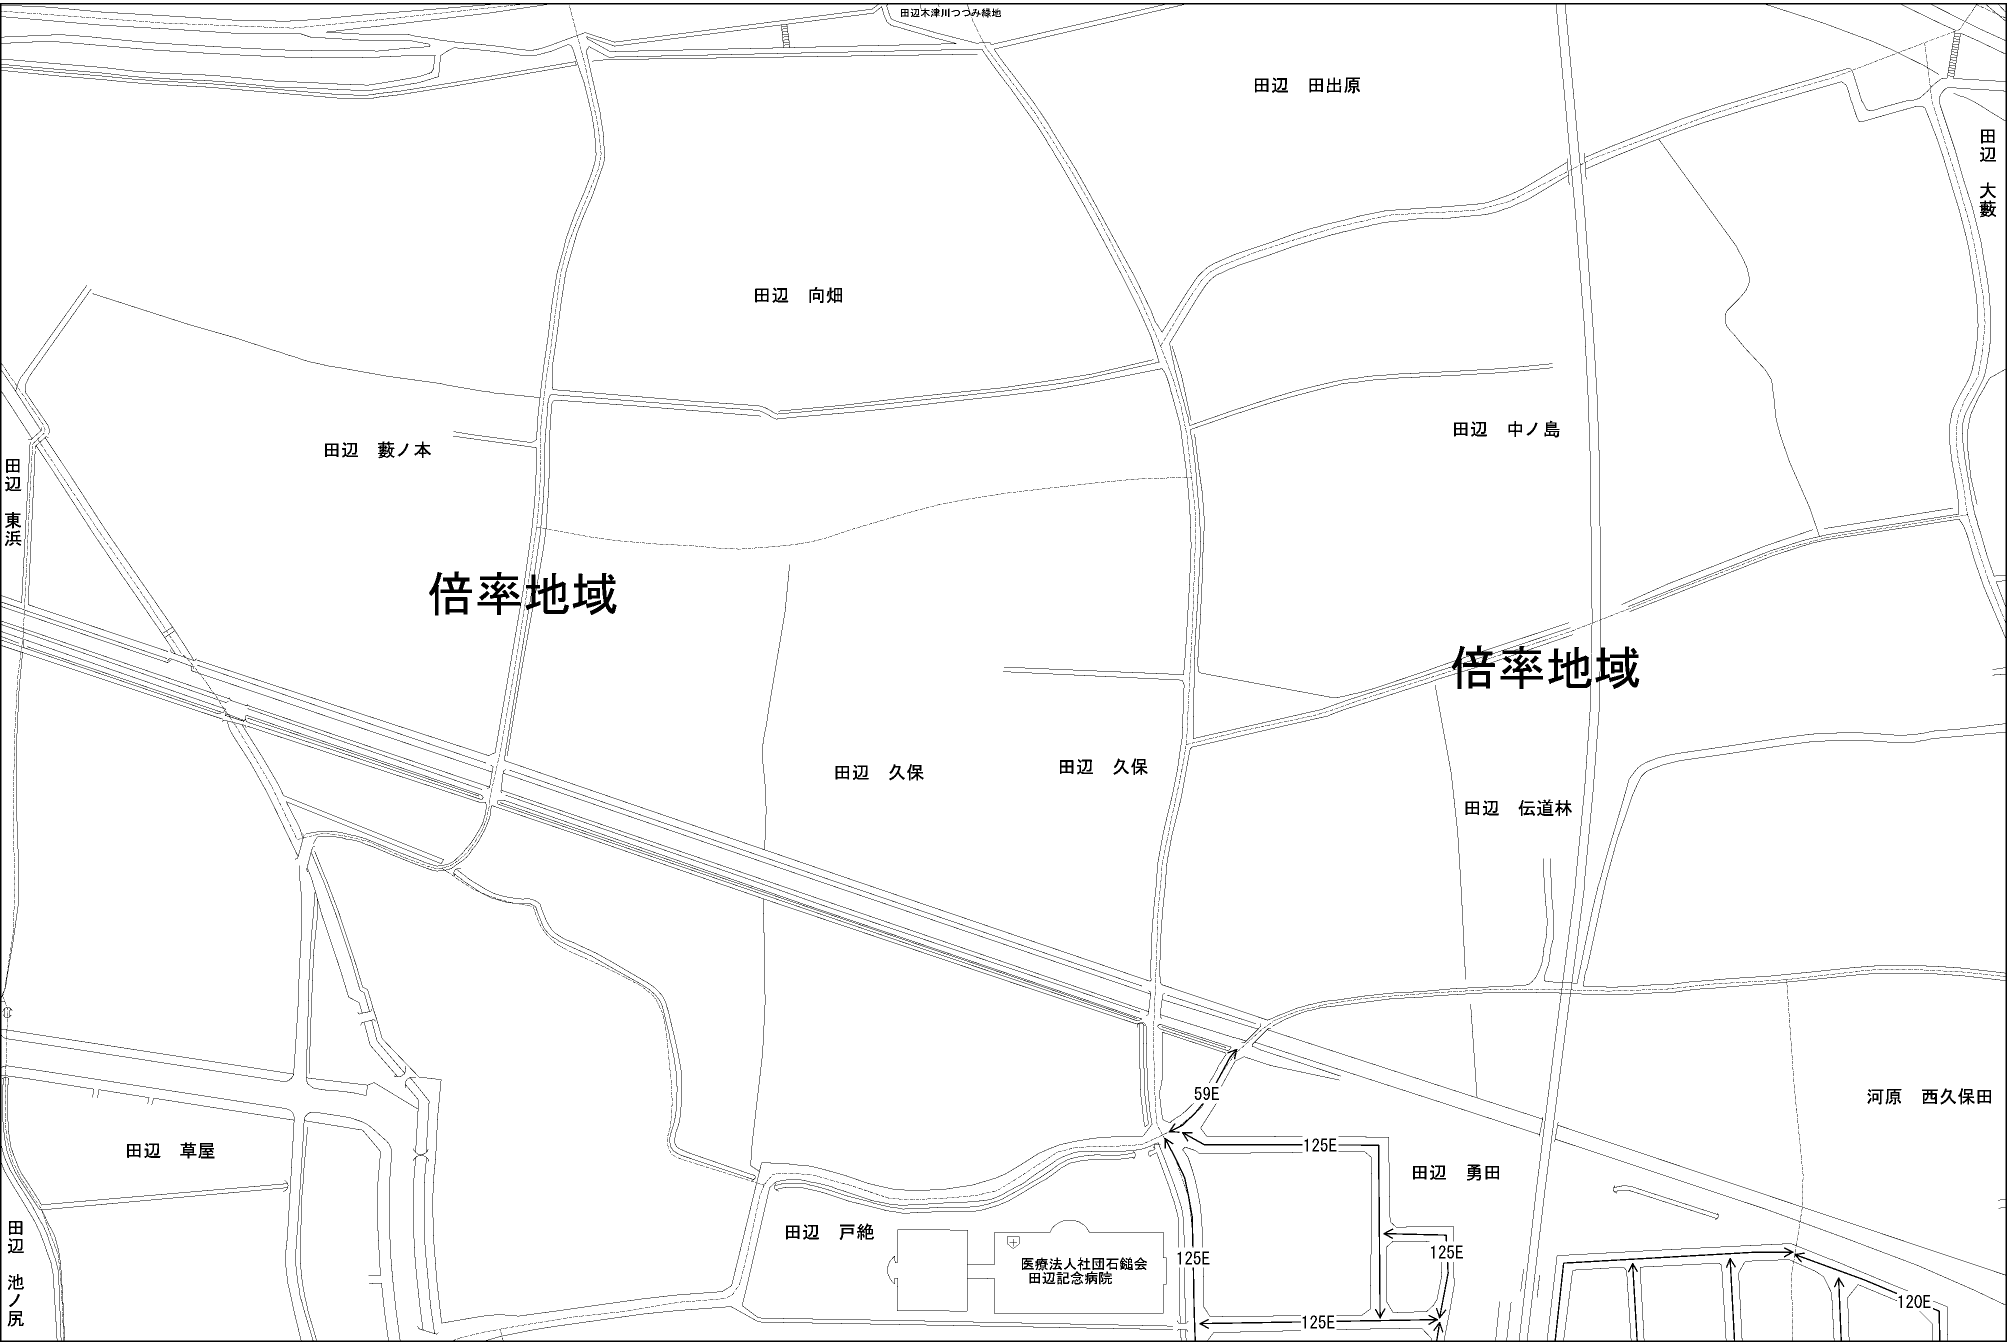 田辺木津川つつみ緑地
田辺　田出原
田辺　大藪
田辺　向畑
田辺　中ノ島
田辺　藪ノ本
田辺　東浜
倍率地域
倍率地域
田辺　久保
田辺　久保
田辺　伝道林
59E
河原　西久保田
125E
田辺　草屋
田辺　勇田
田辺　戸絶
125E
125E
医療法人社団石鎚会
田辺記念病院
田辺　池ノ尻
120E
125E